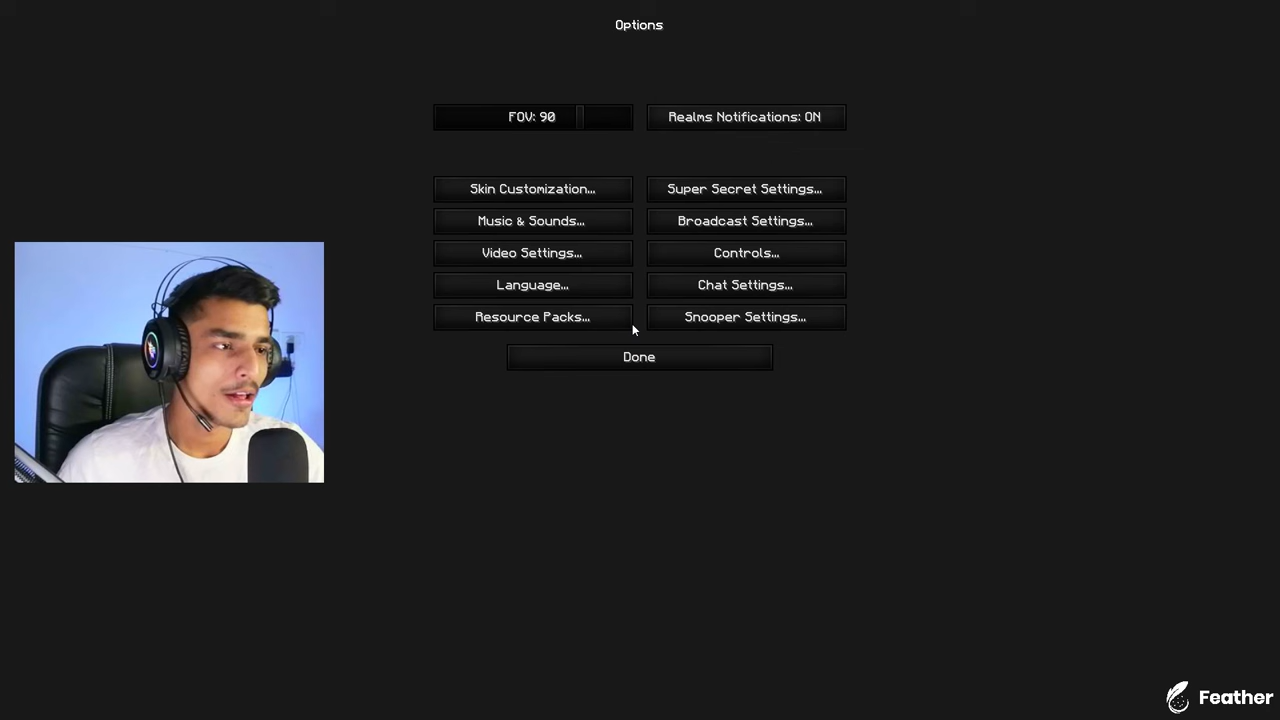 Options
FOV: 90
Realms Notifications: ON
Skin Customization...
Super Secret Settings...
Music & Sounds...
Broadcast Settings...
Video Settings...
Controls...
Language...
Chat Settings...
Resource Packs...
Snooper Settings...
Done
Feather